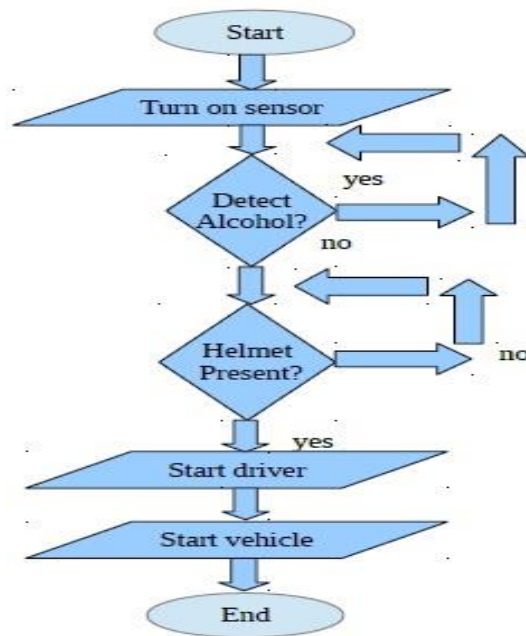 Start
Turn on sensor
yes
Detect
Alcohol?
no
Helmet
Present?
no
yes
Start driver
Start vehicle
End